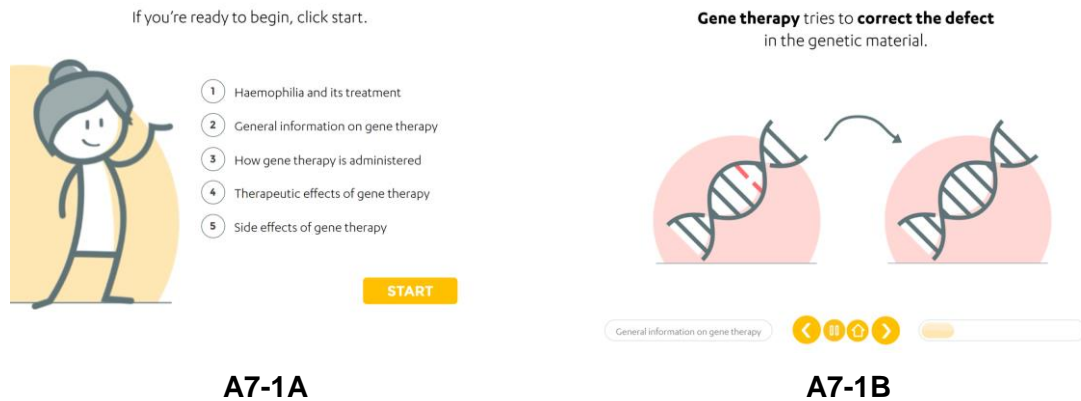 If you're ready to begin, click start.
1 Haemophilia and its treatment
2 General information on gene therapy
3 How gene therapy is administered
4 Therapeutic effects of gene therapy
5 Side effects of gene therapy
START
A7-1A
Gene therapy tries to correct the defect
in the genetic material.
General information on gene therapy
A7-1B